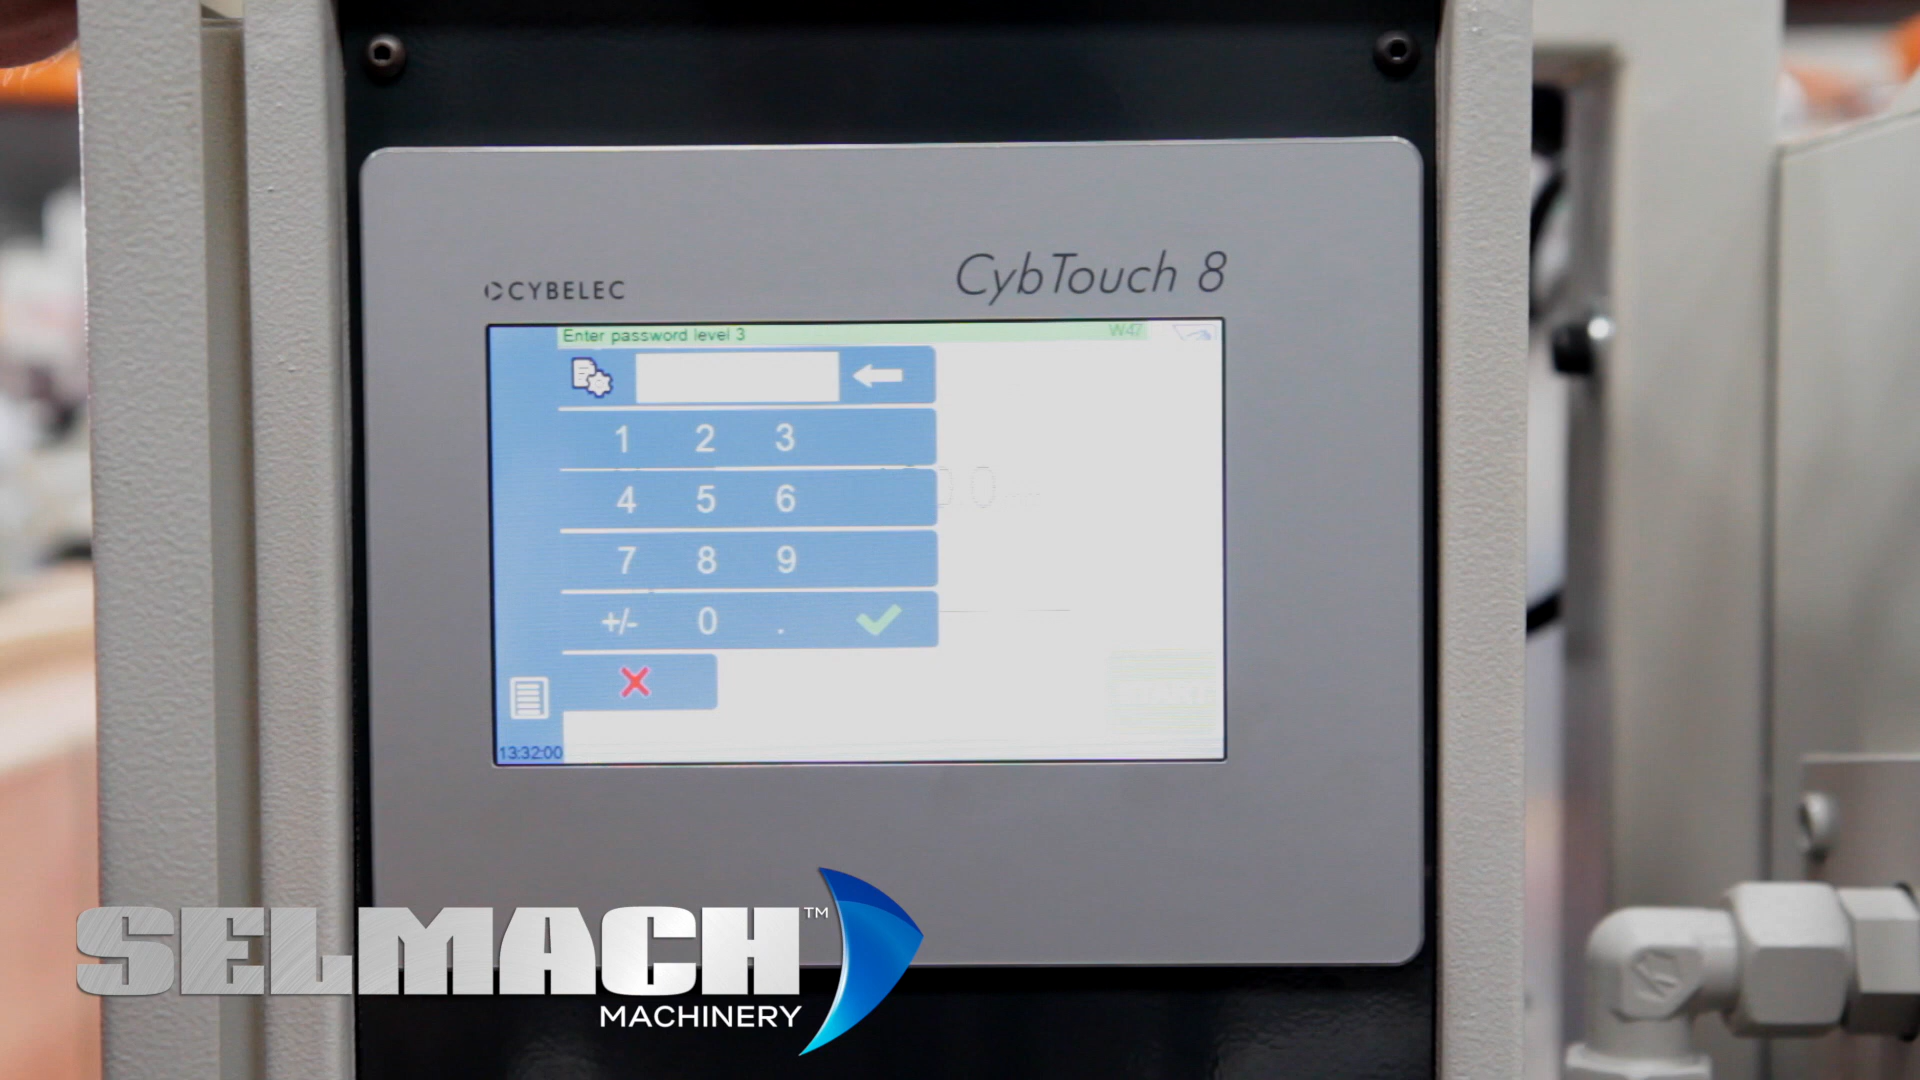 CYBELEC
CybTouch 8
Enter password level 3
W47
1 2 3
4 5 6
7 8 9
+/- 0 .
13:32:00
SELMACH™
MACHINERY